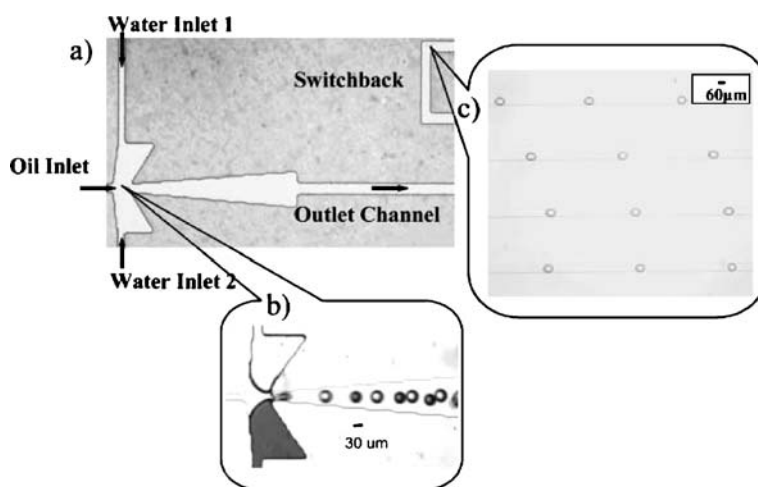 Water Inlet 1
a)
Switchback
c)
60μm
Oil Inlet
Outlet Channel
Water Inlet 2
b)
30 um